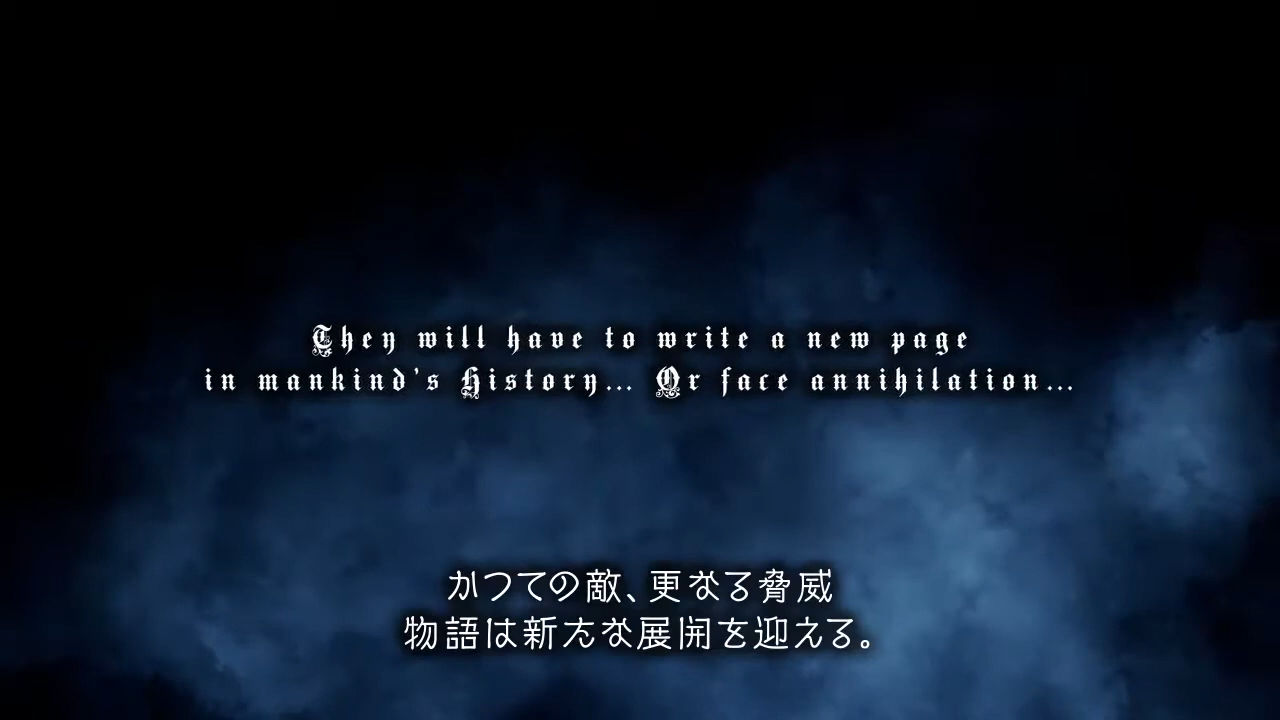 They will have to write a new page
in mankind's History... Or face annihilation...
かつての敵、更なる脅威
物語は新たな展開を迎える。